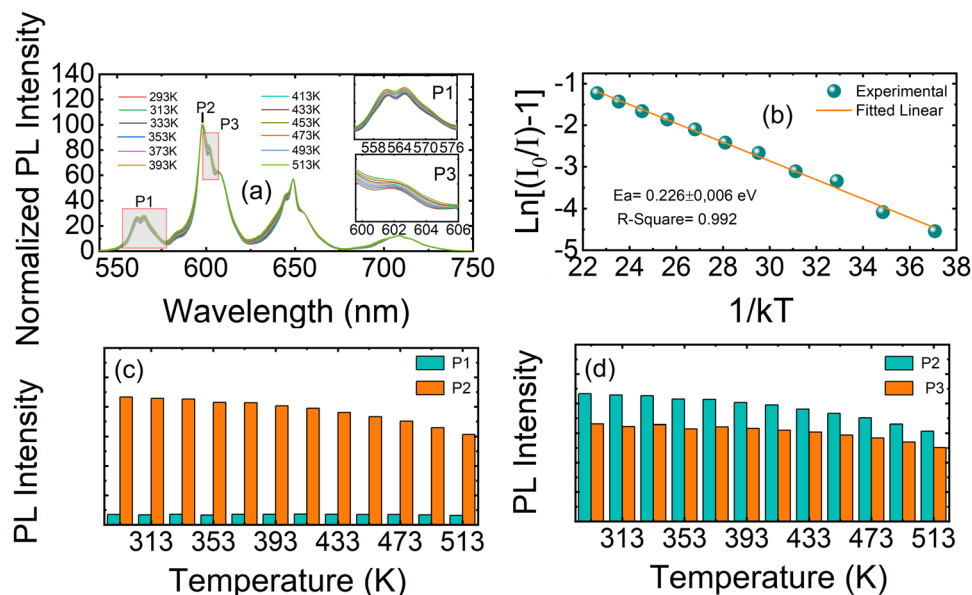 Normalized PL Intensity
140
120
100
80
60
40
20
0
293K
313K
333K
353K
373K
393K
413K
433K
453K
473K
493K
513K
P1
P2
P3
(a)
P1
558 564 570 576
P3
600 602 604 606
550 600 650 700 750
Wavelength (nm)
Ln[(I₀/I)-1]
-1
-2
-3
-4
-5
Experimental
Fitted Linear
(b)
Ea= 0.226±0,006 eV
R-Square= 0.992
22 24 26 28 30 32 34 36 38
1/kT
PL Intensity
(c)
P1
P2
313 353 393 433 473 513
Temperature (K)
PL Intensity
(d)
P2
P3
313 353 393 433 473 513
Temperature (K)